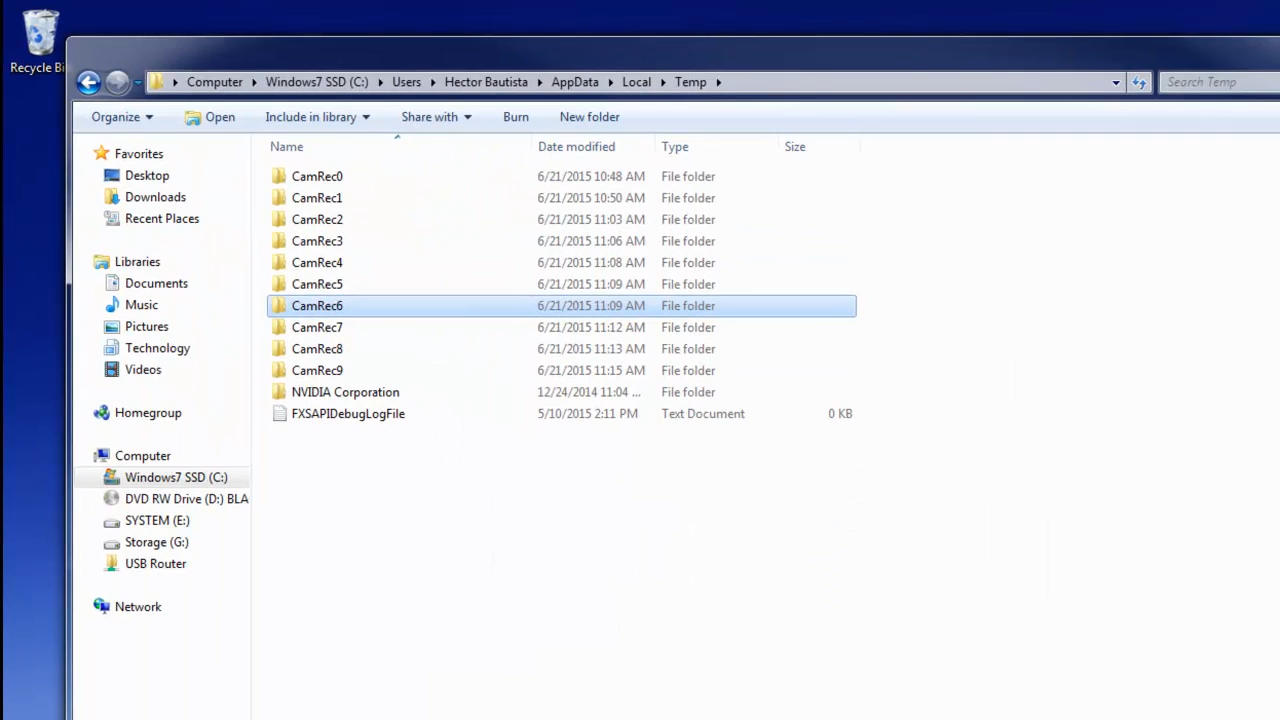 Recycle Bi
Computer Windows7 SSD (C:) Users Hector Bautista AppData Local Temp
Search Temp
Organize Open Include in library Share with Burn New folder
Favorites
Desktop
Downloads
Recent Places
Libraries
Documents
Music
Pictures
Technology
Videos
Homegroup
Computer
Windows7 SSD (C:)
DVD RW Drive (D:) BLA
SYSTEM (E:)
Storage (G:)
USB Router
Network
Name Date modified Type Size
CamRec0 6/21/2015 10:48 AM File folder
CamRec1 6/21/2015 10:50 AM File folder
CamRec2 6/21/2015 11:03 AM File folder
CamRec3 6/21/2015 11:06 AM File folder
CamRec4 6/21/2015 11:08 AM File folder
CamRec5 6/21/2015 11:09 AM File folder
CamRec6 6/21/2015 11:09 AM File folder
CamRec7 6/21/2015 11:12 AM File folder
CamRec8 6/21/2015 11:13 AM File folder
CamRec9 6/21/2015 11:15 AM File folder
NVIDIA Corporation 12/24/2014 11:04 ... File folder
FXSAPIDebugLogFile 5/10/2015 2:11 PM Text Document 0 KB